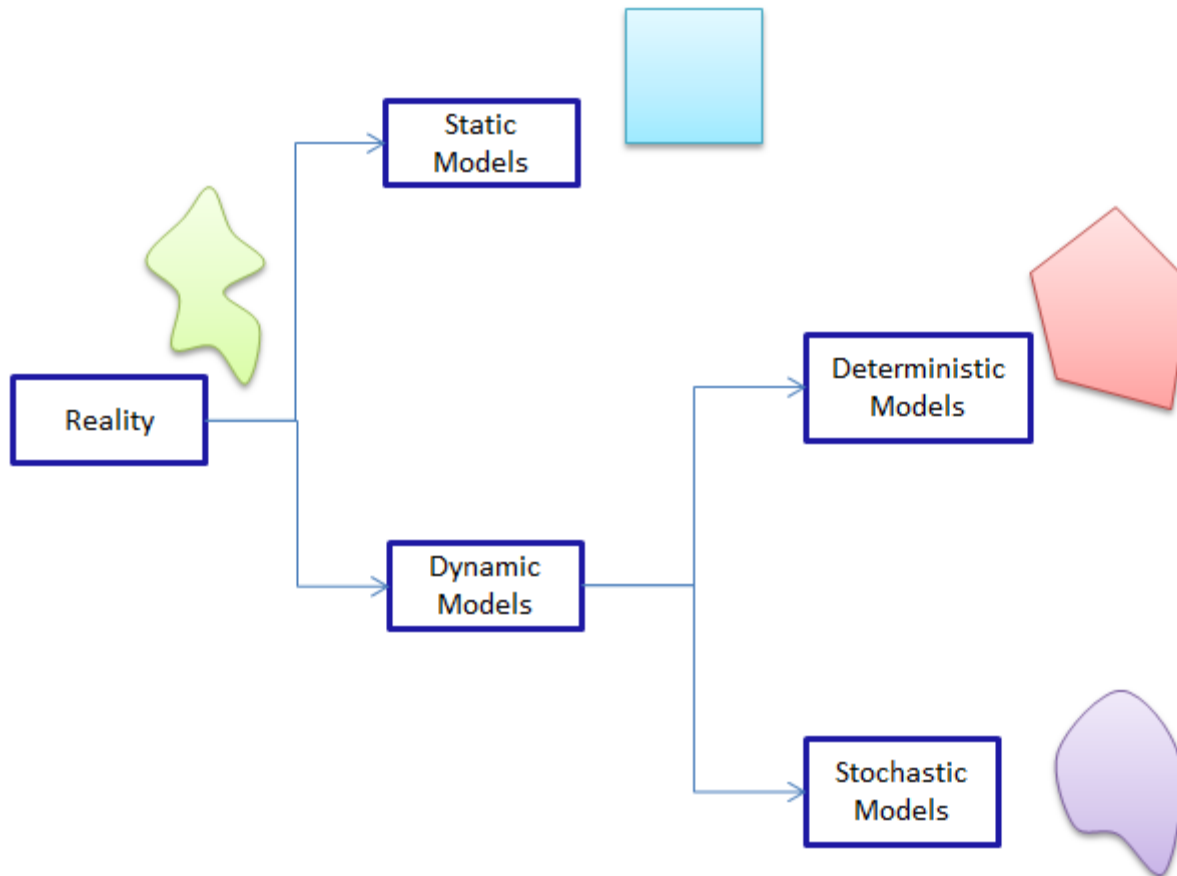 Static
Models
Reality
Deterministic
Models
Dynamic
Models
Stochastic
Models